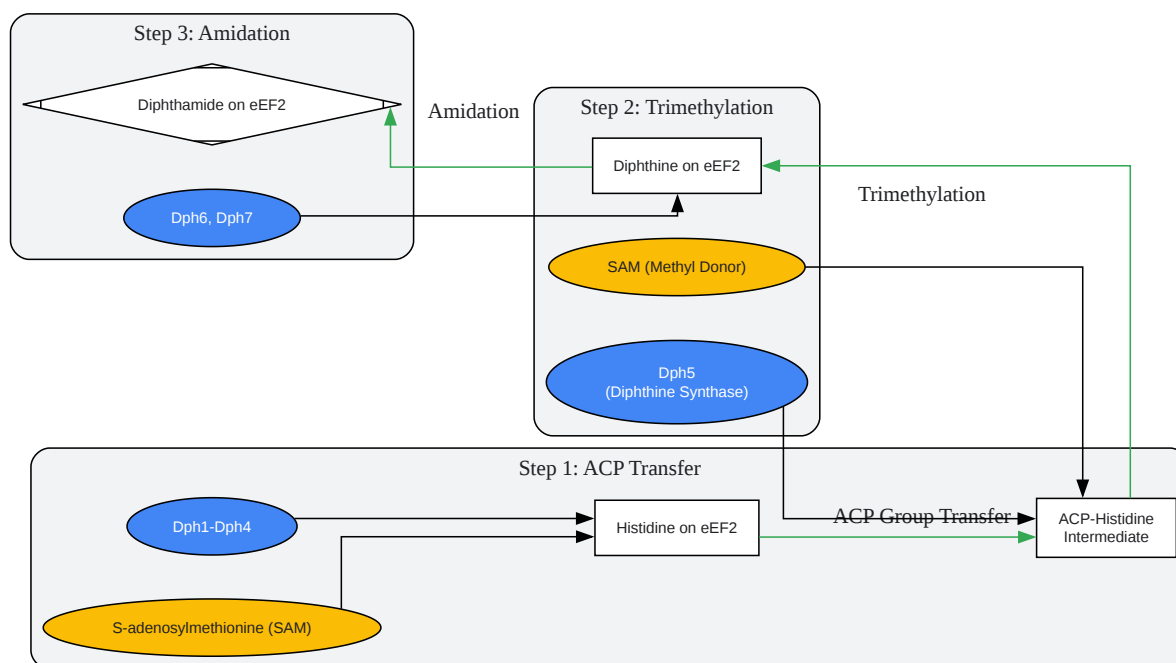 Step 3: Amidation
Diphthamide on eEF2
Amidation
Dph6, Dph7
Step 2: Trimethylation
Diphthine on eEF2
Trimethylation
SAM (Methyl Donor)
Dph5
(Diphthine Synthase)
Step 1: ACP Transfer
Dph1-Dph4
Histidine on eEF2
ACP Group Transfer
ACP-Histidine
Intermediate
S-adenosylmethionine (SAM)